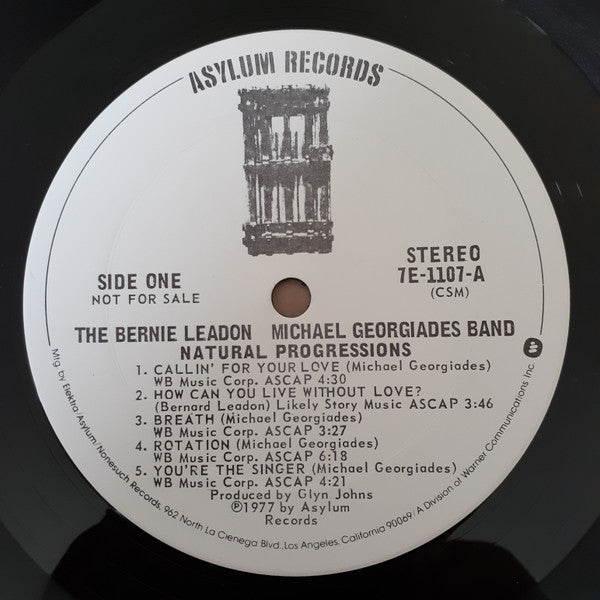 ASYLUM RECORDS
SIDE ONE
NOT FOR SALE
STEREO
7E-1107-A
(CSM)
THE BERNIE LEADON MICHAEL GEORGIADES BAND
NATURAL PROGRESSIONS
1. CALLIN' FOR YOUR LOVE (Michael Georgiades)
WB Music Corp. ASCAP 4:30
2. HOW CAN YOU LIVE WITHOUT LOVE?
(Bernard Leadon) Likely Story Music ASCAP 3:46
3. BREATH (Michael Georgiades)
WB Music Corp. ASCAP 3:27
4. ROTATION (Michael Georgiades)
WB Music Corp. ASCAP 6:18
5. YOU'RE THE SINGER (Michael Georgiades)
WB Music Corp. ASCAP 4:21
Produced by Glyn Johns
℗1977 by Asylum
Records
Mfg. by Elektra/Asylum/Nonesuch Records, 962 North La Cienega Blvd., Los Angeles, California 90069/A Division of Warner Communications Inc.